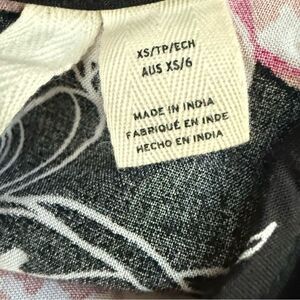 XS/TP/ECH
AUS XS/6
MADE IN INDIA
FABRIQUÉ EN INDE
HECHO EN INDIA